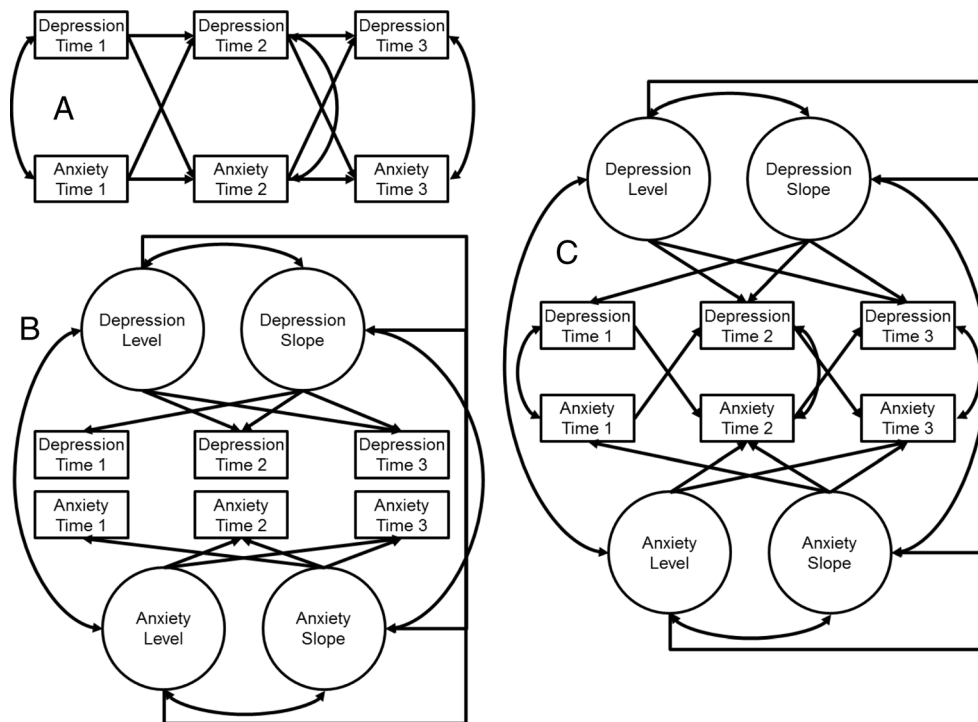 Depression
Time 1
Depression
Time 2
Depression
Time 3
A
Anxiety
Time 1
Anxiety
Time 2
Anxiety
Time 3
B
Depression
Level
Depression
Slope
Depression
Time 1
Depression
Time 2
Depression
Time 3
Anxiety
Time 1
Anxiety
Time 2
Anxiety
Time 3
Anxiety
Level
Anxiety
Slope
C
Depression
Level
Depression
Slope
Depression
Time 1
Depression
Time 2
Depression
Time 3
Anxiety
Time 1
Anxiety
Time 2
Anxiety
Time 3
Anxiety
Level
Anxiety
Slope